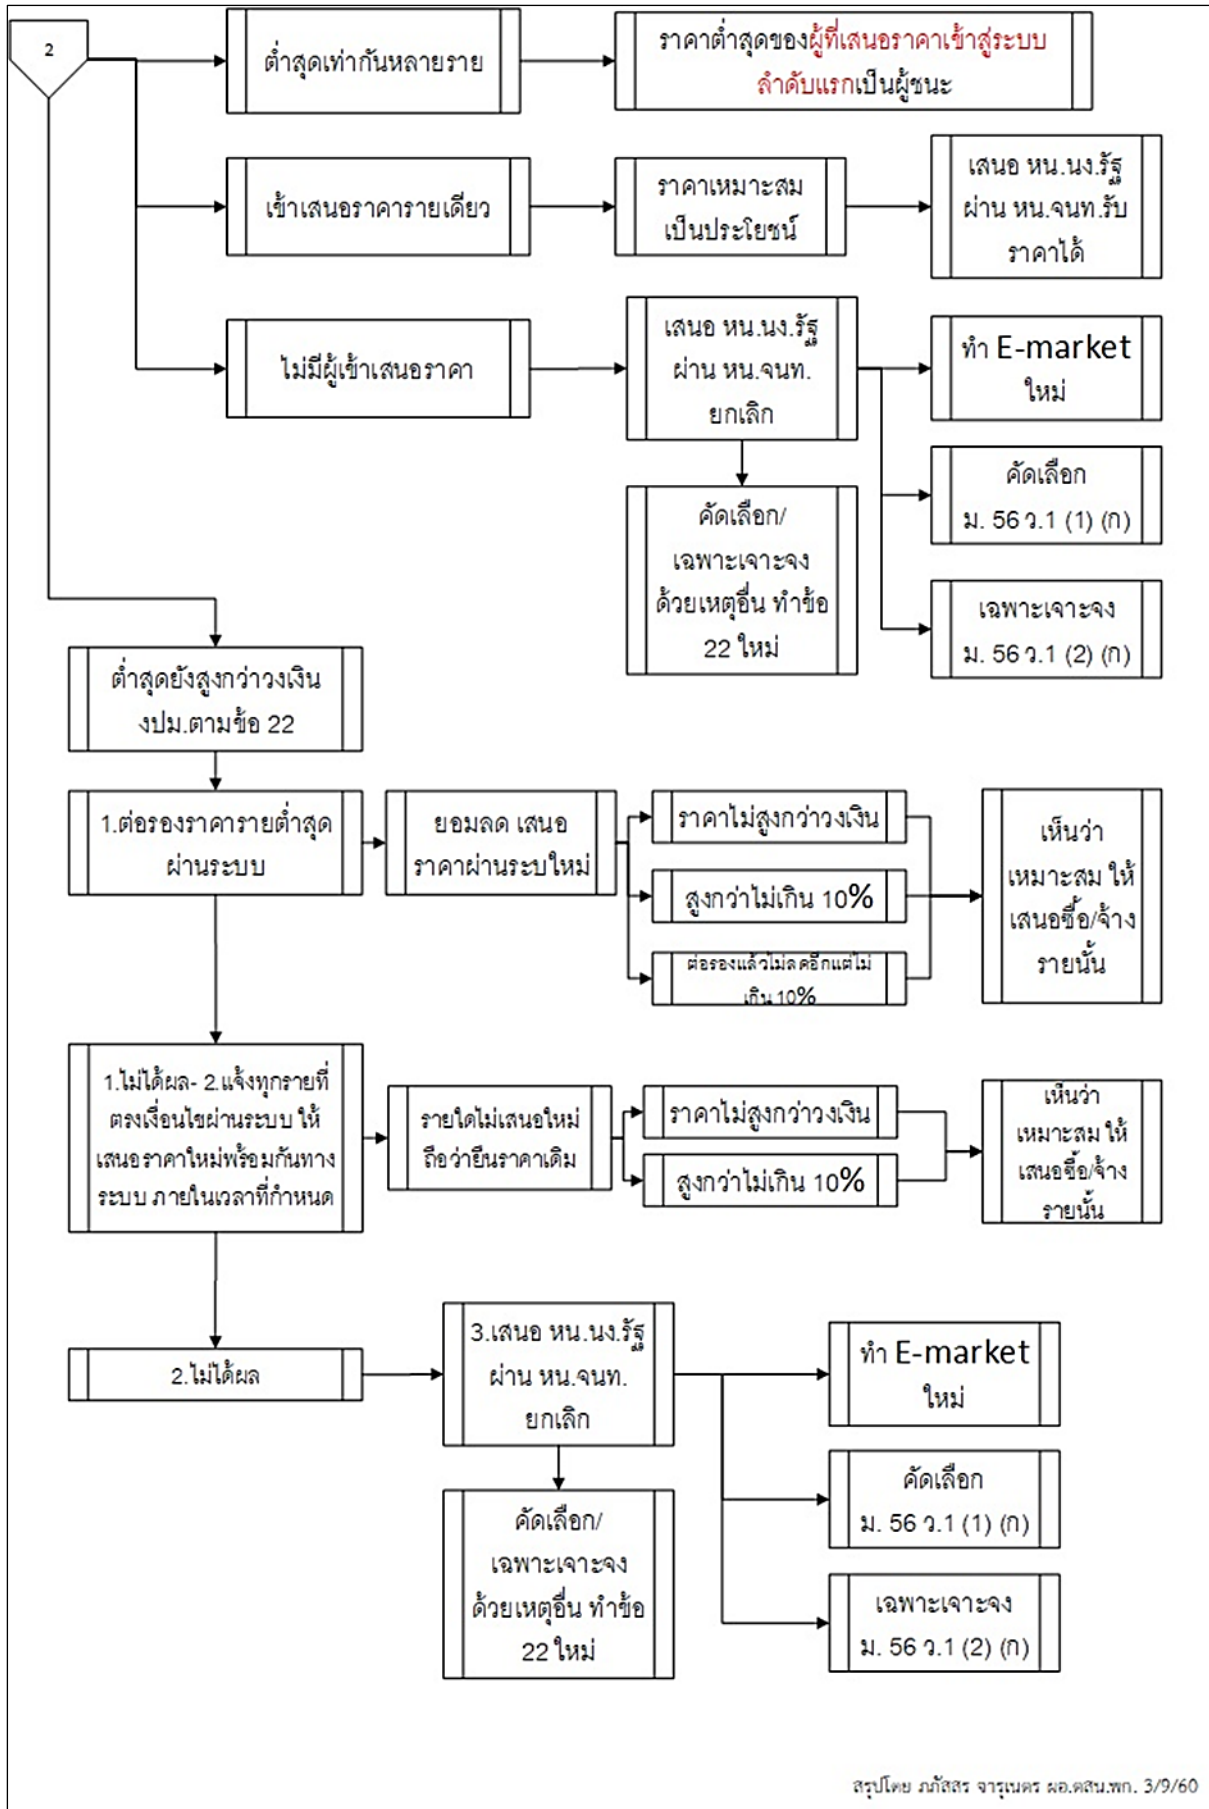 2
ต่ำสุดเท่ากันหลายราย
ราคาต่ำสุดของผู้ที่เสนอราคาเข้าสู่ระบบ
ลำดับแรกเป็นผู้ชนะ
เข้าเสนอราคารายเดียว
ราคาเหมาะสม
เป็นประโยชน์
เสนอ หน.นง.รัฐ
ผ่าน หน.จนท.รับ
ราคาได้
ไม่มีผู้เข้าเสนอราคา
เสนอ หน.นง.รัฐ
ผ่าน หน.จนท.
ยกเลิก
ทำ E-market
ใหม่
คัดเลือก
ม. 56 ว.1 (1) (ก)
เฉพาะเจาะจง
ม. 56 ว.1 (2) (ก)
คัดเลือก/
เฉพาะเจาะจง
ด้วยเหตุอื่น ทำข้อ
22 ใหม่
ต่ำสุดยังสูงกว่าวงเงิน
งปม.ตามข้อ 22
1.ต่อรองราคารายต่ำสุด
ผ่านระบบ
ยอมลด เสนอ
ราคาผ่านระบใหม่
ราคาไม่สูงกว่าวงเงิน
สูงกว่าไม่เกิน 10%
ต่อรองแล้วไม่ลดอีกแต่ไม่
เกิน 10%
เห็นว่า
เหมาะสม ให้
เสนอซื้อ/จ้าง
รายนั้น
1.ไม่ได้ผล- 2.แจ้งทุกรายที่
ตรงเงื่อนไขผ่านระบบ ให้
เสนอราคาใหม่พร้อมกันทาง
ระบบ ภายในเวลาที่กำหนด
รายใดไม่เสนอใหม่
ถือว่ายืนราคาเดิม
ราคาไม่สูงกว่าวงเงิน
สูงกว่าไม่เกิน 10%
เห็นว่า
เหมาะสม ให้
เสนอซื้อ/จ้าง
รายนั้น
2.ไม่ได้ผล
3.เสนอ หน.นง.รัฐ
ผ่าน หน.จนท.
ยกเลิก
ทำ E-market
ใหม่
คัดเลือก
ม. 56 ว.1 (1) (ก)
เฉพาะเจาะจง
ม. 56 ว.1 (2) (ก)
คัดเลือก/
เฉพาะเจาะจง
ด้วยเหตุอื่น ทำข้อ
22 ใหม่
สรุปโดย ภภัสสร จารุเนตร ผอ.ตสน.พก. 3/9/60